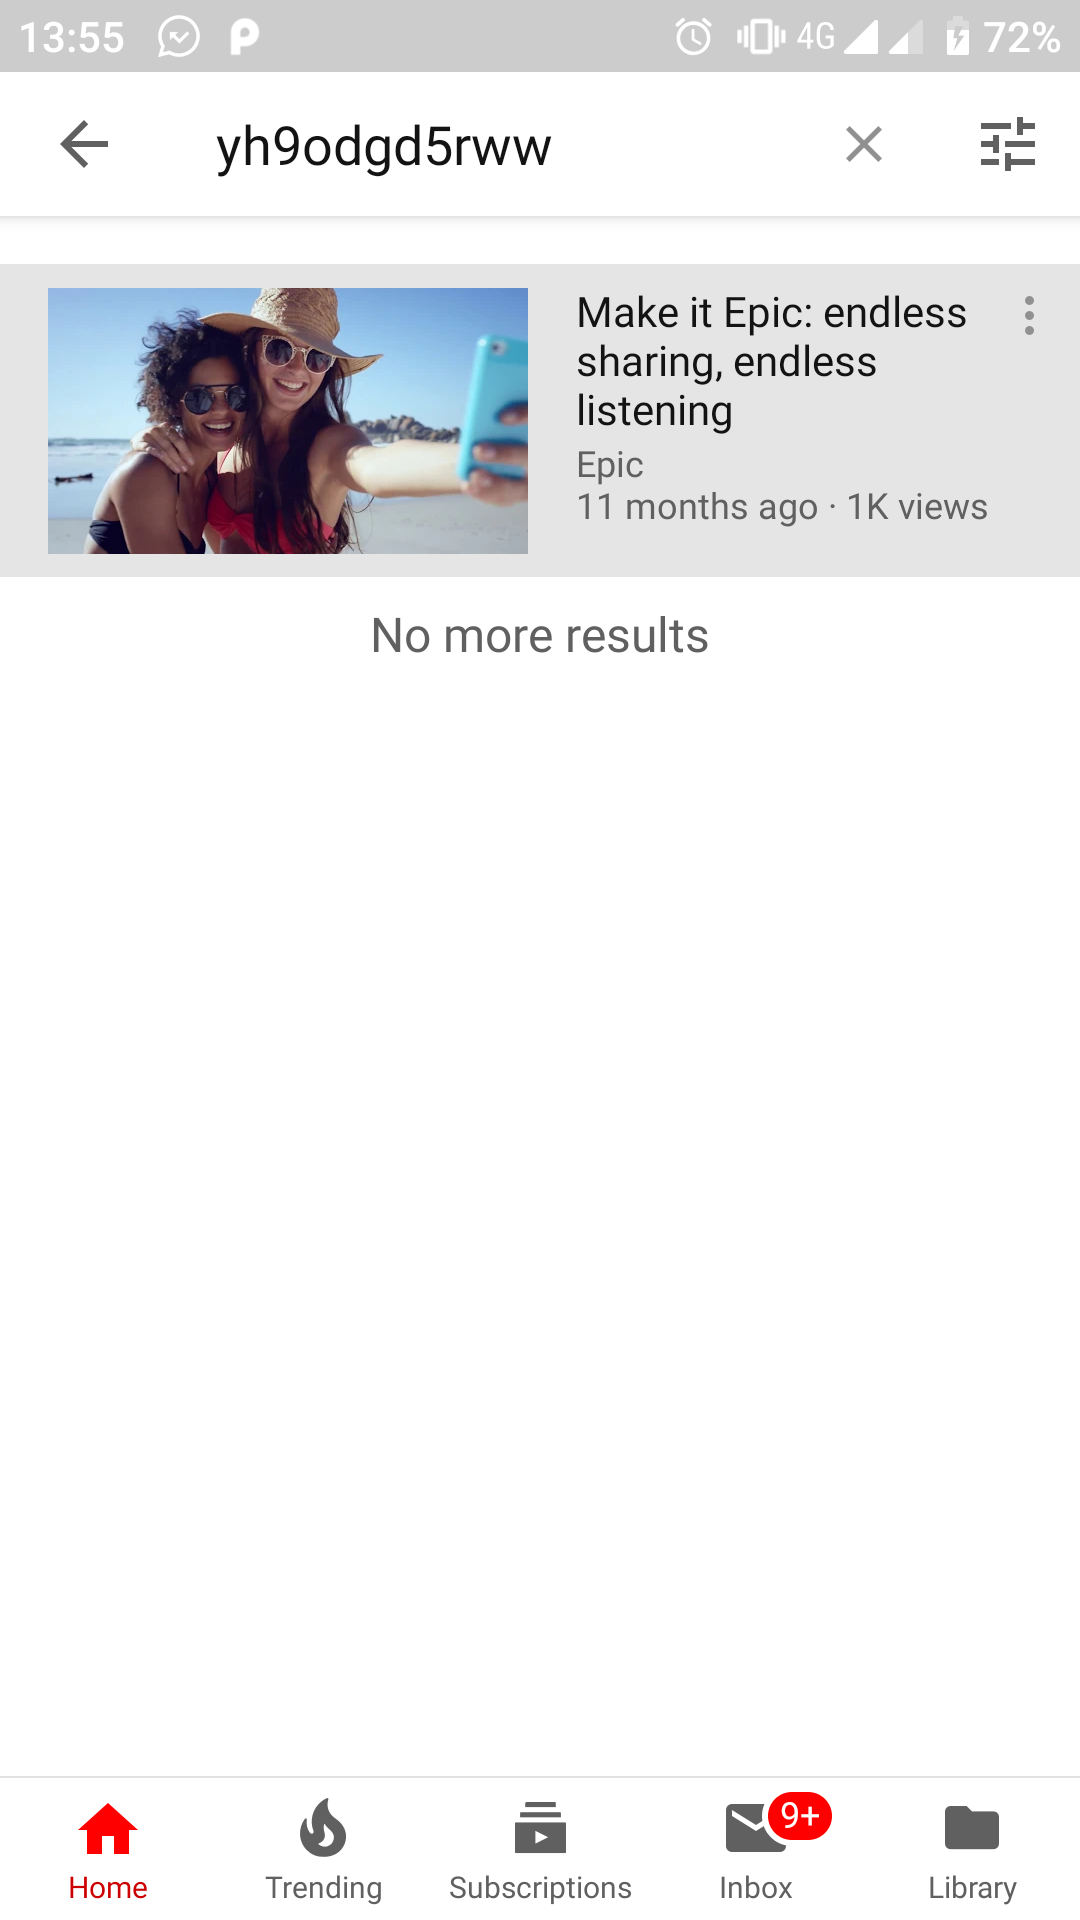 13:55 4G 72%
yh9odgd5rww
Make it Epic: endless
sharing, endless
listening
Epic
11 months ago · 1K views
No more results
9+
Home Trending Subscriptions Inbox Library